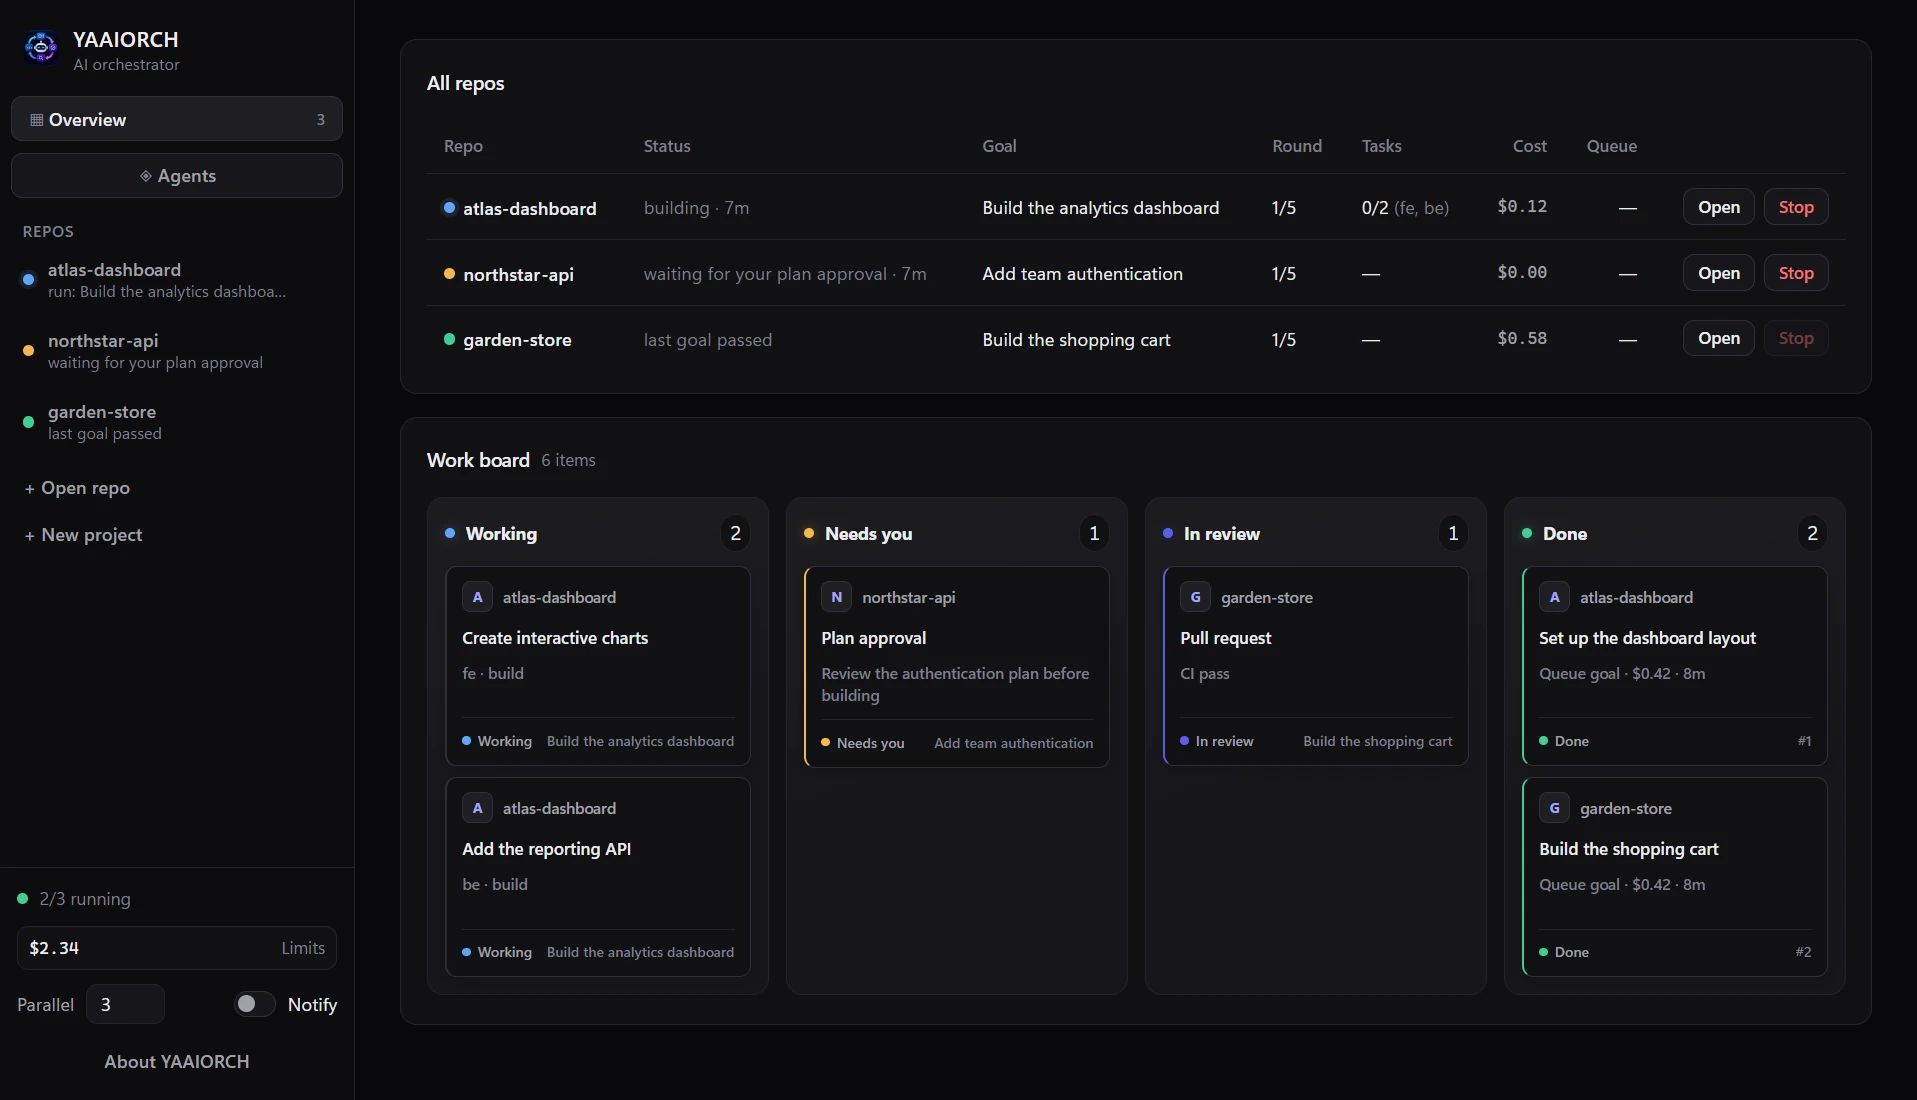 YAAIORCH
AI orchestrator
Overview 3
Agents
REPOS
atlas-dashboard
run: Build the analytics dashboa...
northstar-api
waiting for your plan approval
garden-store
last goal passed
+ Open repo
+ New project
2/3 running
$2.34 Limits
Parallel 3 Notify
About YAAIORCH
All repos
Repo Status Goal Round Tasks Cost Queue
atlas-dashboard building · 7m Build the analytics dashboard 1/5 0/2 (fe, be) $0.12 — Open Stop
northstar-api waiting for your plan approval · 7m Add team authentication 1/5 — $0.00 — Open Stop
garden-store last goal passed Build the shopping cart 1/5 — $0.58 — Open Stop
Work board 6 items
Working 2
A atlas-dashboard
Create interactive charts
fe · build
Working Build the analytics dashboard
A atlas-dashboard
Add the reporting API
be · build
Working Build the analytics dashboard
Needs you 1
N northstar-api
Plan approval
Review the authentication plan before
building
Needs you Add team authentication
In review 1
G garden-store
Pull request
CI pass
In review Build the shopping cart
Done 2
A atlas-dashboard
Set up the dashboard layout
Queue goal · $0.42 · 8m
Done #1
G garden-store
Build the shopping cart
Queue goal · $0.42 · 8m
Done #2